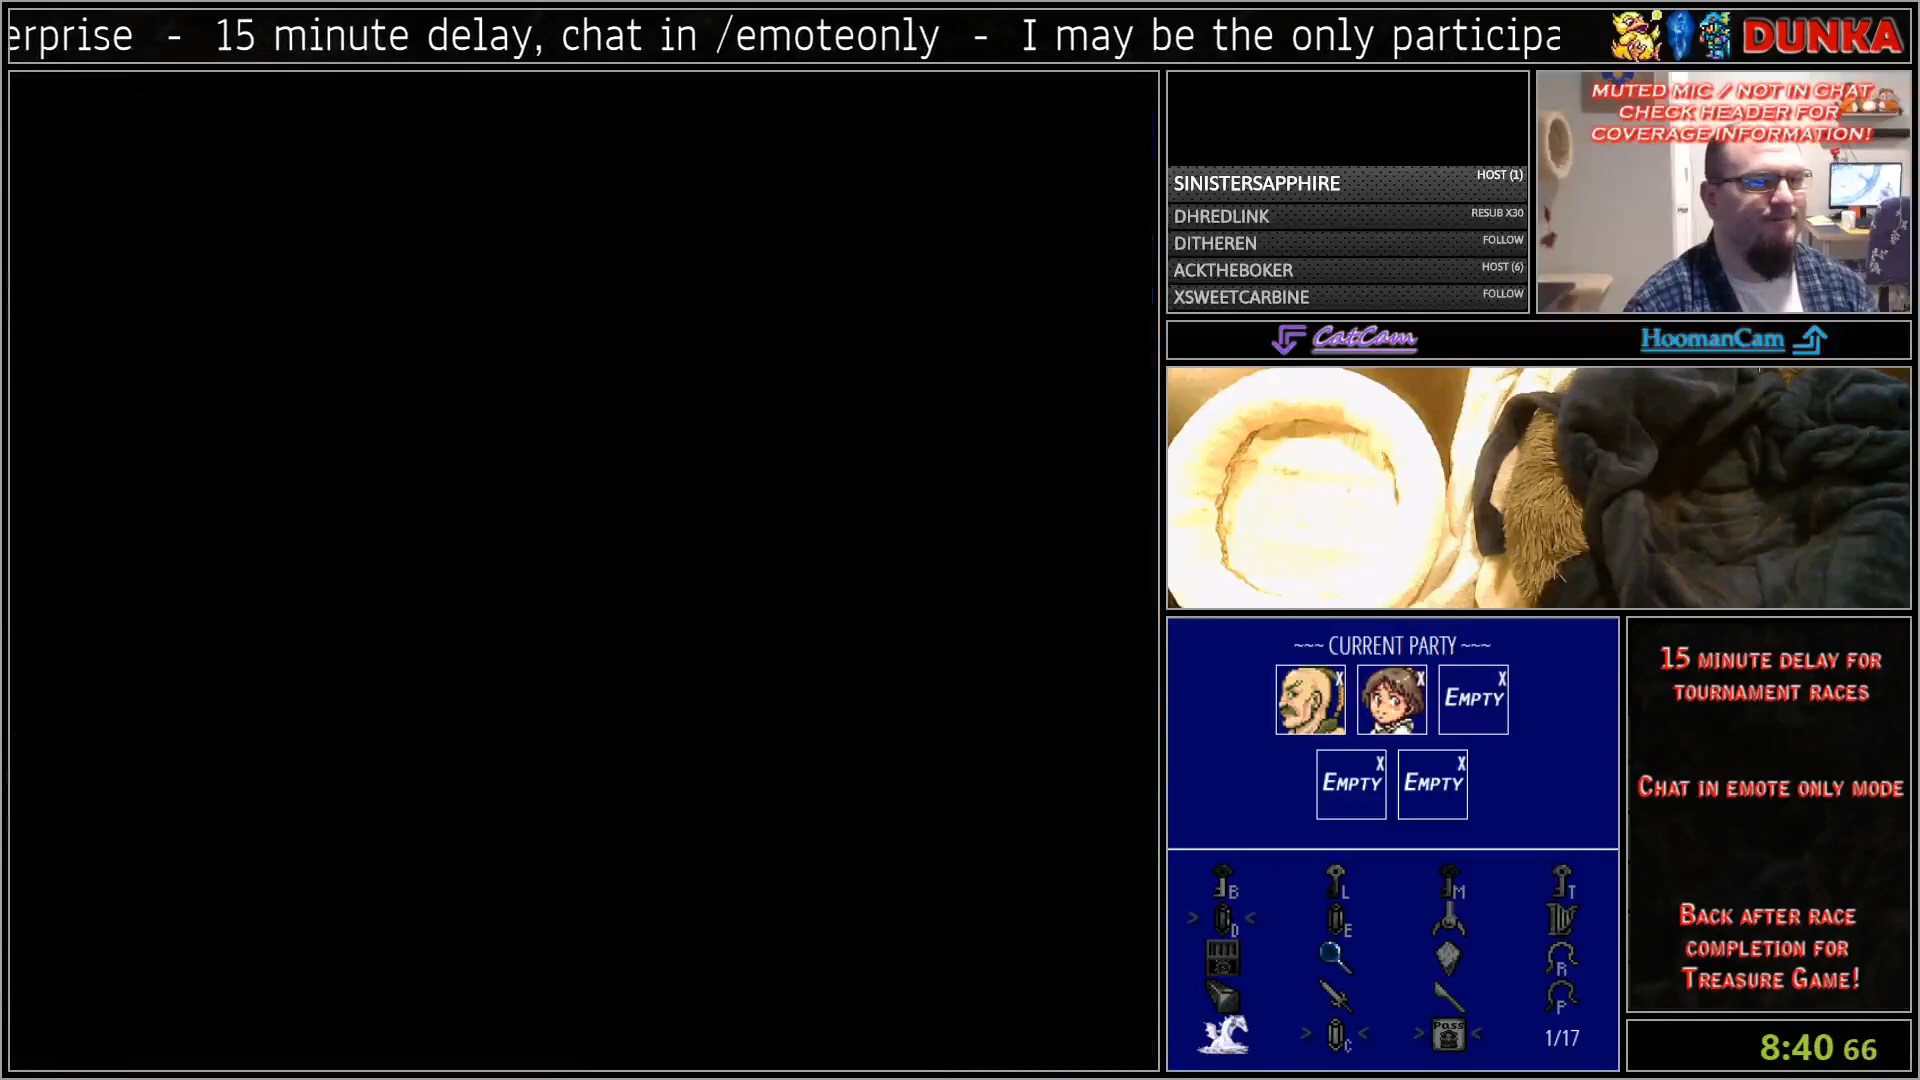 erprise - 15 minute delay, chat in /emoteonly - I may be the only participa
DUNKA
MUTED MIC / NOT IN CHAT
CHECK HEADER FOR
COVERAGE INFORMATION!
SINISTERSAPPHIRE HOST (1)
DHREDLINK RESUB X30
DITHEREN FOLLOW
ACKTHEBOKER HOST (6)
XSWEETCARBINE FOLLOW
CatCam HoomanCam
~~~ CURRENT PARTY ~~~
X X X
EMPTY
X X
EMPTY EMPTY
B L M T
> D < E
R
P
> C < > PASS < 1/17
15 MINUTE DELAY FOR
TOURNAMENT RACES
CHAT IN EMOTE ONLY MODE
BACK AFTER RACE
COMPLETION FOR
TREASURE GAME!
8:40 66